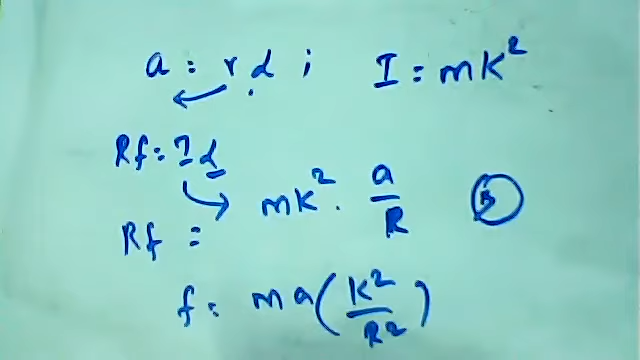 a = rα ; I = mK²
Rf = Iα
Rf = mK² . a/R
f = ma(K²/R²)